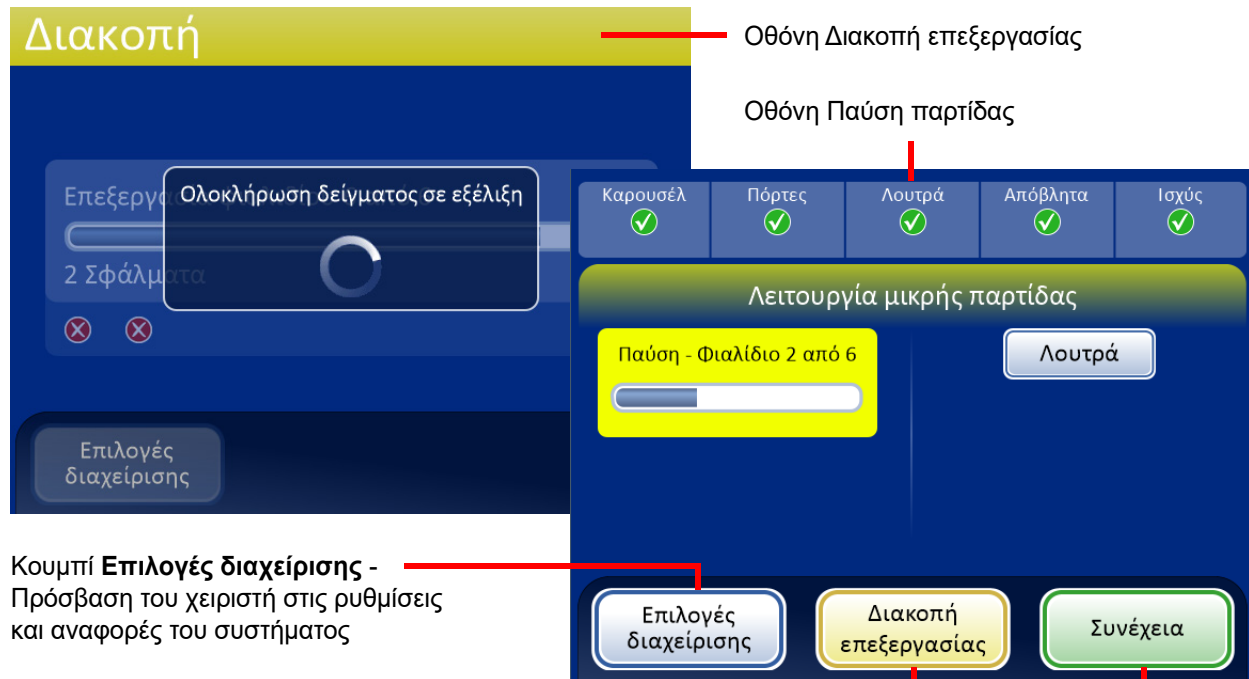 Διακοπή
Οθόνη Διακοπή επεξεργασίας
Οθόνη Παύση παρτίδας
Επεξεργα
Ολοκλήρωση δείγματος σε εξέλιξη
2 Σφάλματα
Επιλογές
διαχείρισης
Καρουσέλ
Πόρτες
Λουτρά
Απόβλητα
Ισχύς
Λειτουργία μικρής παρτίδας
Παύση - Φιαλίδιο 2 από 6
Λουτρά
Κουμπί Επιλογές διαχείρισης -
Πρόσβαση του χειριστή στις ρυθμίσεις
και αναφορές του συστήματος
Επιλογές
διαχείρισης
Διακοπή
επεξεργασίας
Συνέχεια